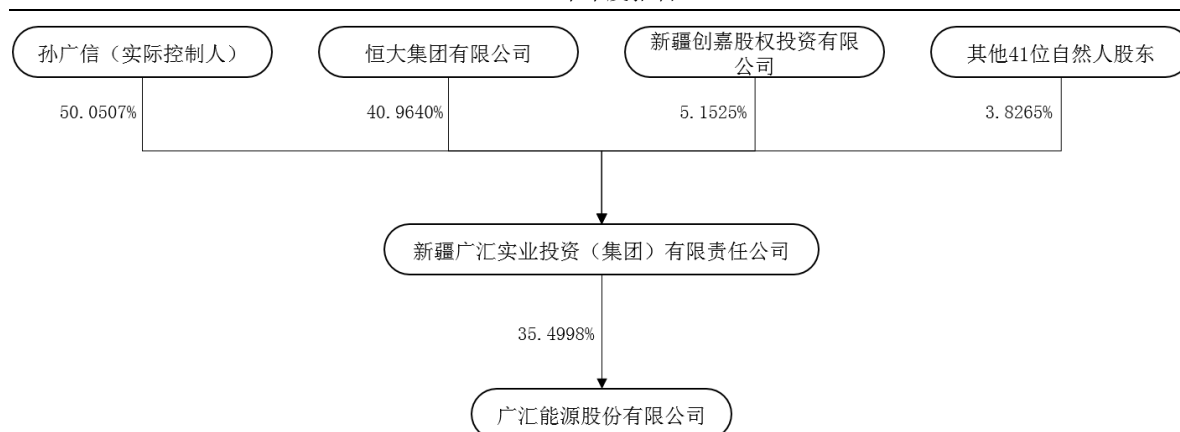 孙广信（实际控制人）
恒大集团有限公司
新疆创嘉股权投资有限
公司
其他41位自然人股东
50.0507%
40.9640%
5.1525%
3.8265%
新疆广汇实业投资（集团）有限责任公司
35.4998%
广汇能源股份有限公司